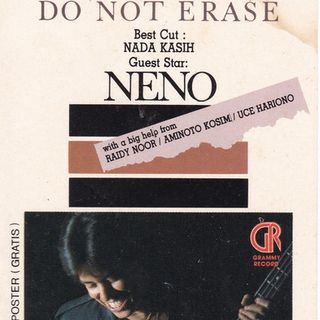 DO NOT ERASE
Best Cut :
NADA KASIH
Guest Star:
NENO
with a big help from
RAIDY NOOR / AMINOTO KOSIM / UCE HARIONO
GR
GRAMMY
RECORD
POSTER (GRATIS)